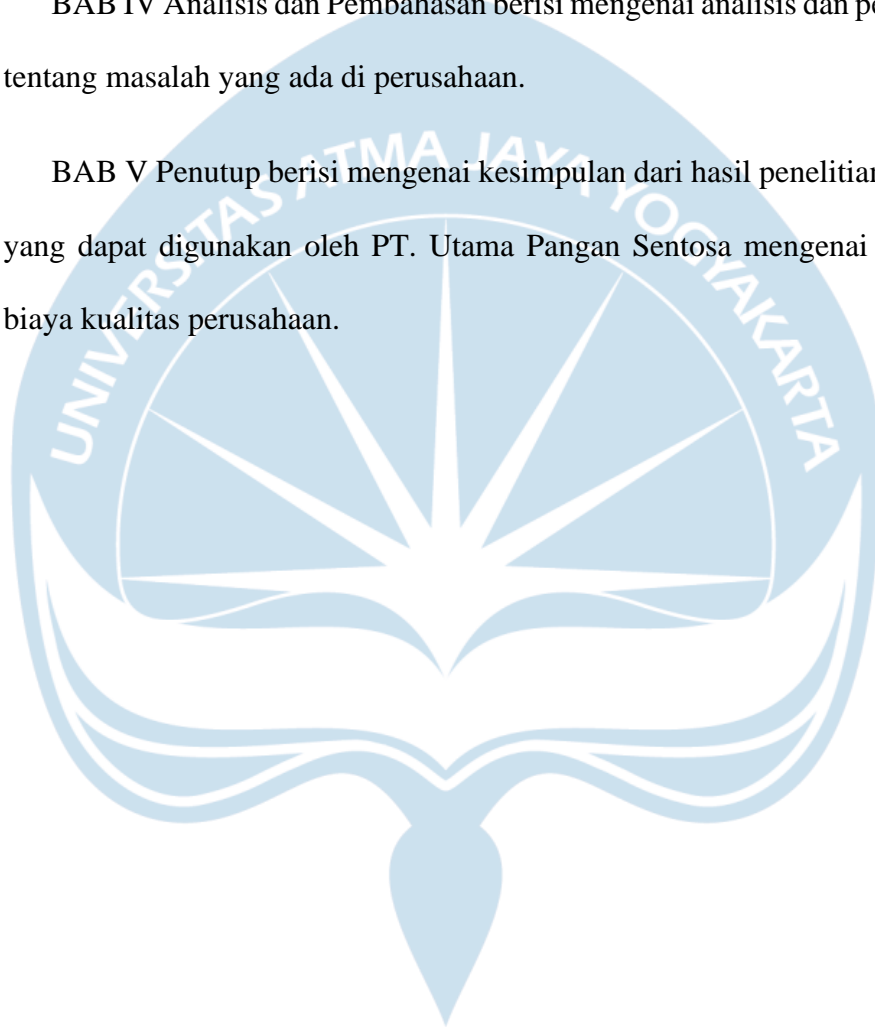 BAB IV Analisis dan Pembahasan berisi mengenai analisis dan
tentang masalah yang ada di perusahaan.
BAB V Penutup berisi mengenai kesimpulan dari hasil penelitian
yang dapat digunakan oleh PT. Utama Pangan Sentosa mengenai
biaya kualitas perusahaan.
UNIVERSITAS ATMA JAYA YOGYAKARTA